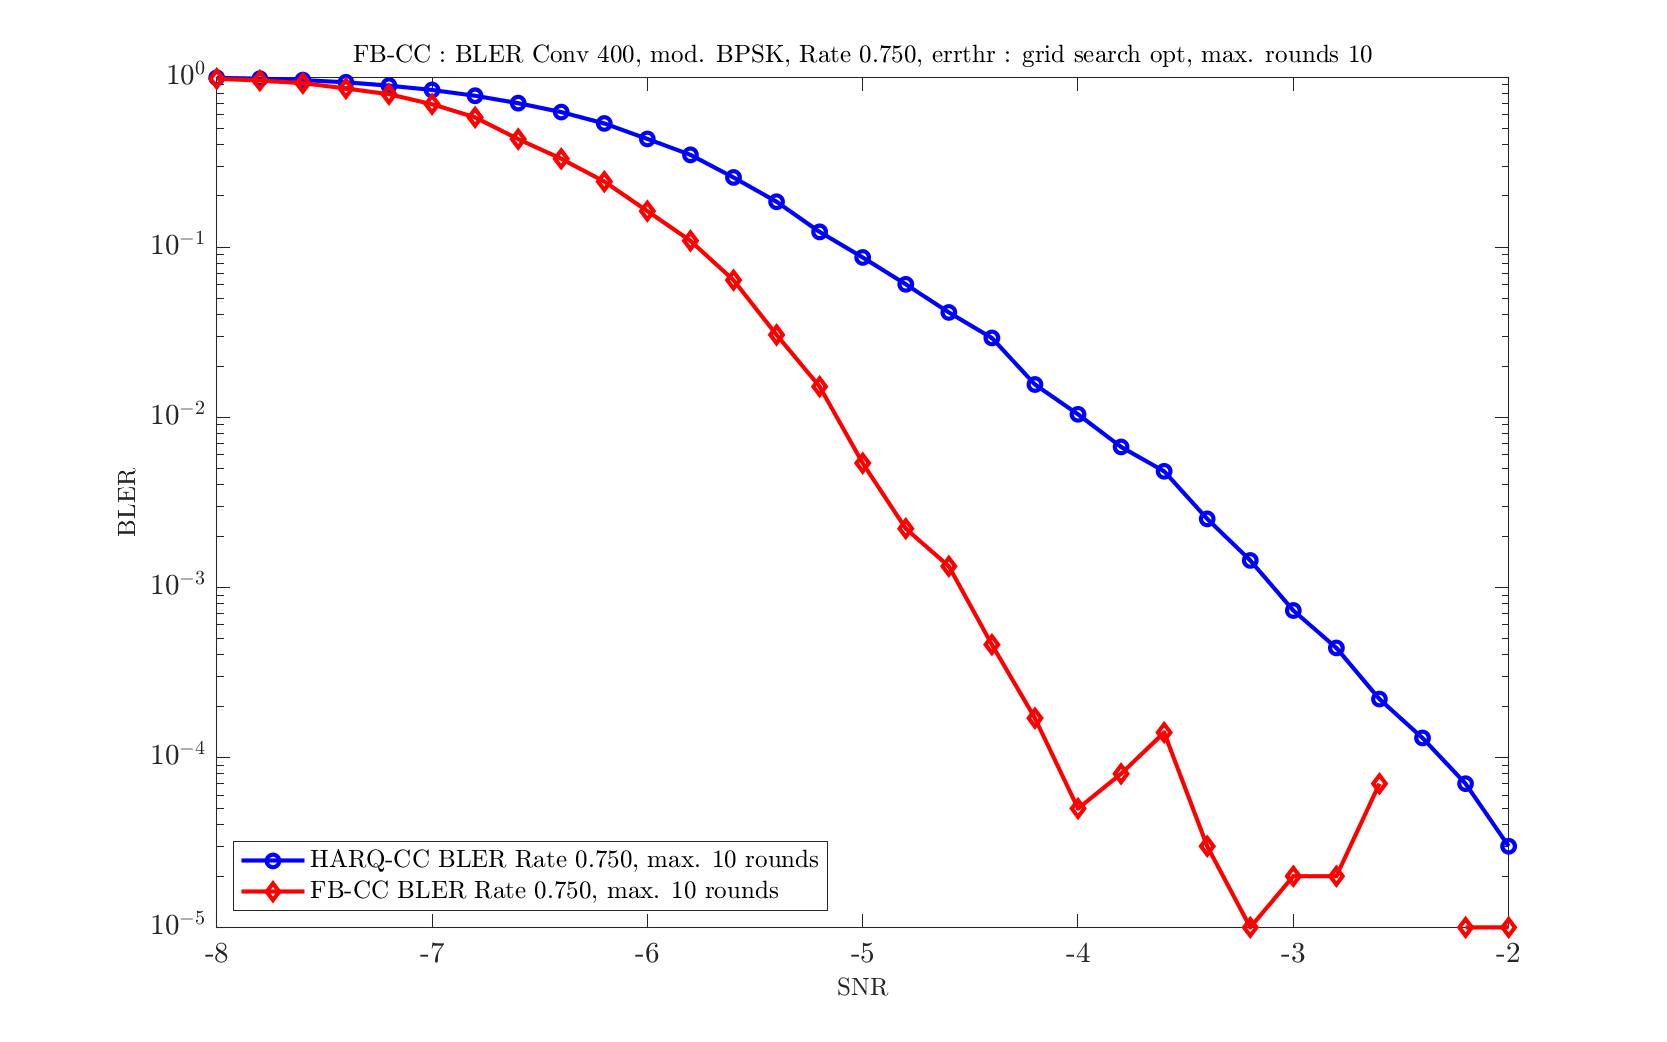 FB-CC : BLER Conv 400, mod. BPSK, Rate 0.750, errthr : grid search opt, max. rounds 10
10^0
10^-1
10^-2
10^-3
10^-4
10^-5
BLER
HARQ-CC BLER Rate 0.750, max. 10 rounds
FB-CC BLER Rate 0.750, max. 10 rounds
-8 -7 -6 -5 -4 -3 -2
SNR